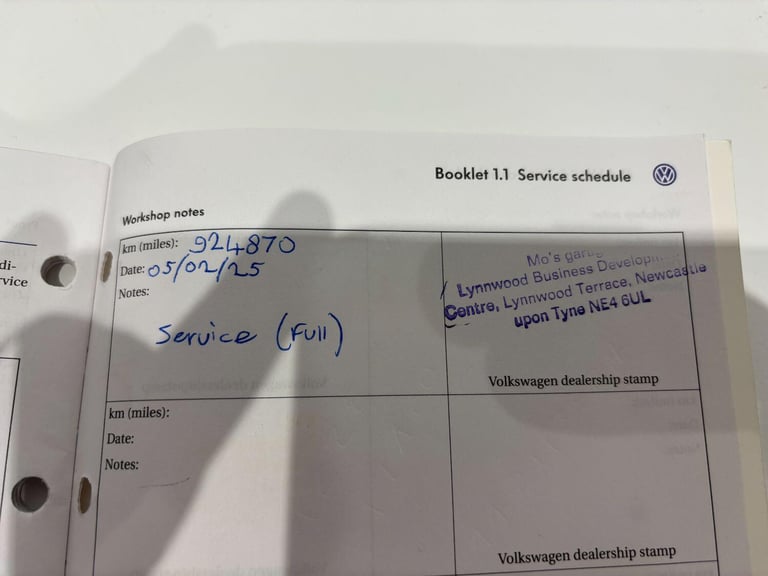 Booklet 1.1 Service schedule
Workshop notes
di-
rvice
km (miles): 924870
Date: 05/02/25
Notes:
Service (Full)
Mo's
Lynnwood Business
Centre, Lynnwood Terrace, Newcastle
upon Tyne NE4 6UL
Volkswagen dealership stamp
km (miles):
Date:
Notes:
Volkswagen dealership stamp